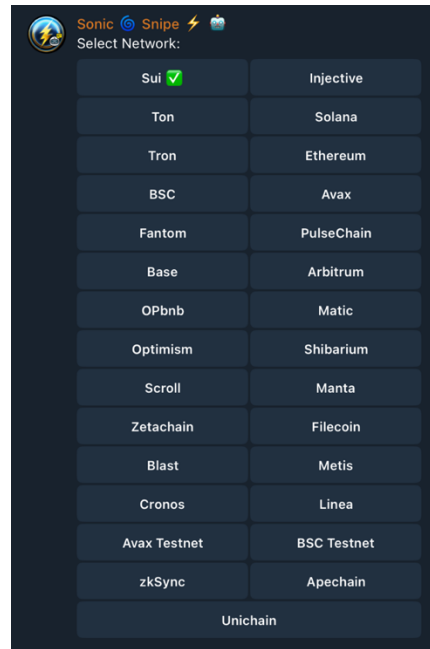 Sonic 🌀 Snipe ⚡ 🤖
Select Network:
Sui ✅ Injective
Ton Solana
Tron Ethereum
BSC Avax
Fantom PulseChain
Base Arbitrum
OPbnb Matic
Optimism Shibarium
Scroll Manta
Zetachain Filecoin
Blast Metis
Cronos Linea
Avax Testnet BSC Testnet
zkSync Apechain
Unichain